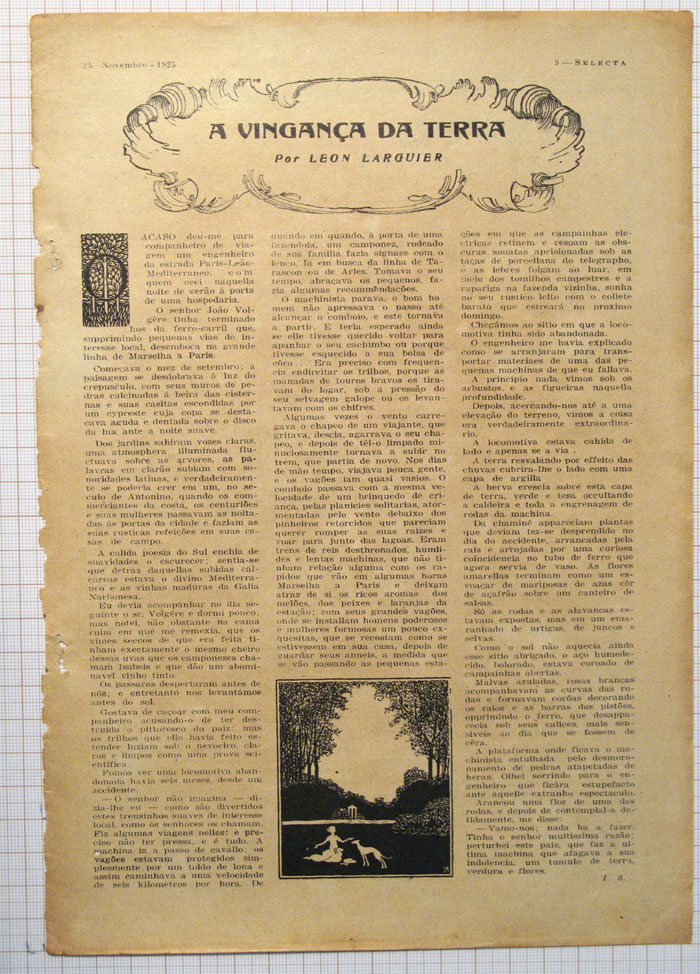 25 - Novembro - 1925
9 — SELECTA
A VINGANÇA DA TERRA
Por LEON LARGUIER
O
ACASO deu-me para
companheiro de via-
gem um engenheiro
da estrada Paris-Leão-
Mediterraneo, e o m
quem ceei naquella
noite de verão á porta
de uma hospedaria.
O senhor João Vol-
gére tinha terminado
hos da ferro-carril que,
supprimindo pequenas vias de in-
teresse local, desemboca na grande
linha de Marselha a Paris.
Começava o mez de setembro; a
paisagem se desdobrava á luz do
crepusculo, com seus muros de pe-
dras calcinadas á beira das cister-
nas e suas casitas escondidas por
um cypreste cuja copa se desta-
cava aguda e dentada sobre o disco
da lua ante a noite suave.
Dos jardins sahiram vozes claras,
uma atmosphera illuminada flu-
ctuava sobre as arvores, as pa-
lavras em clarão subiam com so-
noridades latinas, e verdadeiramen-
te se poderia crer em um, no se-
culo de Antonino, quando os com-
merciantes da costa, os centuriões
e suas mulheres passavam as noita-
das ás portas da cidade e faziam as
suas rusticas refeições em suas ca-
sas de campo.
A calida poesia do Sul enchia de
suavidades o escurecer; sentia-se
que detraz daquellas subidas cal-
careas estava o divino Mediterra-
neo e as vinhas maduras da Galia
Narbonesa.
Eu devia acompanhar no dia se-
guinte o sr. Volgére e dormi pouco;
mas notei, não obstante na cama
ruim em que me remexia, que os
vimes seccos de que era feita ti-
nham exactamente o mesmo cheiro
dessas uvas que os camponezes cha-
mam Isabeis e que dão um abomi-
navel vinho tinto.
Os passaros despertaram antes de
nós; e entretanto nos levantámos
antes do sol.
Gostava de caçoar com meu com-
panheiro acusando-o de ter des-
truido o pittoresco do paiz: mas
os trilhos que elle havia feito es-
tender luziam sob o nevoeiro, cla-
ros e limpos como uma prova sci-
entifica.
Fomos ver uma locomotiva aban-
donada havia seis mezes, desde um
accidente.
— O senhor não imagina — di-
zia-lhe eu — como são divertidos
estes trensinhos suaves de interesse
local, como os senhores os chamam.
Fiz algumas viagens nelles; e pre-
ciso não ter pressa, e é tudo. A
machina ia a passo de cavallo; os
vagões estavam protegidos sim-
plesmente por um toldo de lona e
assim caminhava a uma velocidade
de seis kilometros por hora. De
quando em quando, á porta de uma
fazendola, um camponez, rodeado
de sua familia fazia signaes com o
lenço. Ia em busca da linha de Ta-
rascon ou de Arles. Tomava o seu
tempo, abraçava os pequenos, fa-
zia algumas recommendações.
O machinista parava, o bom ho-
mem não apressava o passo até
alcançar o comboio, e este tornava
a partir. E teria esperado ainda
se elle tivesse querido voltar para
apanhar o seu cachimbo ou porque
tivesse esquecido a sua bolsa de
côro. Era preciso com frequen-
cia endireitar os trilhos, porque as
manadas de touros bravos os tira-
vam do logar, sob a pressão do
seu selvagem galope ou os levan-
tavam com os chifres.
Algumas vezes o vento carre-
gava o chapeo de um viajante, que
gritava, descia, agarrava o seu cha-
peo, e depois de tél-o limpado mi-
nuciosamente tornava a subir no
trem, que partia de novo. Nos dias
de máo tempo, viajava pouca gente,
e os vagões iam quasi vasios. O
comboio passava com a mesma ve-
locidade de um brinquedo de cri-
ança, pelas planicies solitarias, ator-
mentadas pelo vento debaixo dos
pinheiros retorcidos que pareciam
querer romper as suas raizes e
voar para junto das lagoas. Eram
trens de reis desthronados, humil-
des e lentas machinas, que não ti-
nham relação alguma com os ra-
pidos que vão em algumas horas
Marselha a Paris e deixam
atraz de si os ricos aromas dos
melões, dos peixes e laranjas da
estação; com seus grandes vagões,
onde se installam homens poderosos
e mulheres formosas um pouco ex-
quesitas, que se recostam como se
estivessem em sua casa, depois de
guardar seus anneis, a medida que
se vão passando as pequenas esta-
ções em que as campainhas ele-
ctricas retinem e resoam as obs-
curas sonatas aprisionadas sob as
taças de porcellana do telegrapho,
e as lebres folgam ao luar, em
meio dos tomilhos campestres e a
rapariga na fazenda vizinha, sonha
no seu rustico leito com o collete
barato que estreará no proximo
domingo.
Chegámos ao sitio em que a loco-
motiva tinha sido abandonada.
O engenheiro me havia explicado
como se arranjaram para trans-
portar materiaes de uma das pe-
quenas machinas de que eu fallava.
A principio nada vimos sob os
arbustos, e as figueiras naquella
profundidade.
Depois, acercando-nos até a uma
elevação do terreno, vimos a coisa
era verdadeiramente extraordina-
rio.
A locomotiva estava cahida de
lado e apenas se a via .
A terra resvalando por effeito das
chuvas cubrira-lhe o lado com uma
capa de argilla.
A herva crescia sobre esta capa
de terra, verde e tesa occultando
a caldeira e toda a engrenagem de
rodas da machina.
Da chaminé appareciam plantas
que deviam ter-se desprendido no
dia do accidente, arrancadas pela
raiz e arrojadas por uma curiosa
coincidencia no tubo de ferro que
agora servia de vaso. As flores
amarellas terminam como um es-
voaçar de mariposas de azas côr
de açafrão sobre um canteiro de
salsas.
Só as rodas e as alavancas es-
tavam expostas, mas em um ema-
ranhado de urtigas, de juncos e
selvas.
Como o sol não aquecia ainda
esse sitio abrigado, o aço humede-
cido, bolorado, estava coroado de
campainhas abertas.
Malvas azuladas, rosas brancas
acompanhavam as curvas das ro-
das e formavam corôas decorando
os raios e as barras dos pistões,
opprimindo o ferro, que desappa-
recia sob seus calices, mais sen-
siveis ao dia que se fossem de
cêra.
A plataforma onde ficava o ma-
chinista entulhada pelo desmoro-
namento de pedras atapetadas de
heras. Olhei sorrindo para o en-
genheiro que ficára estupefacto
ante aquelle extranho espectaculo.
Arancou uma flor de uma das
rodas, e depois de contemplal-a de-
tidamente, me disse:
— Vamo-nos; nada ha a fazer.
Tinha o senhor muitissima razão;
perturbei este paiz, que faz a ul-
tima machina que afagava a sua
indolencia, um tumulo de terra,
verdura e flores.
I. S.